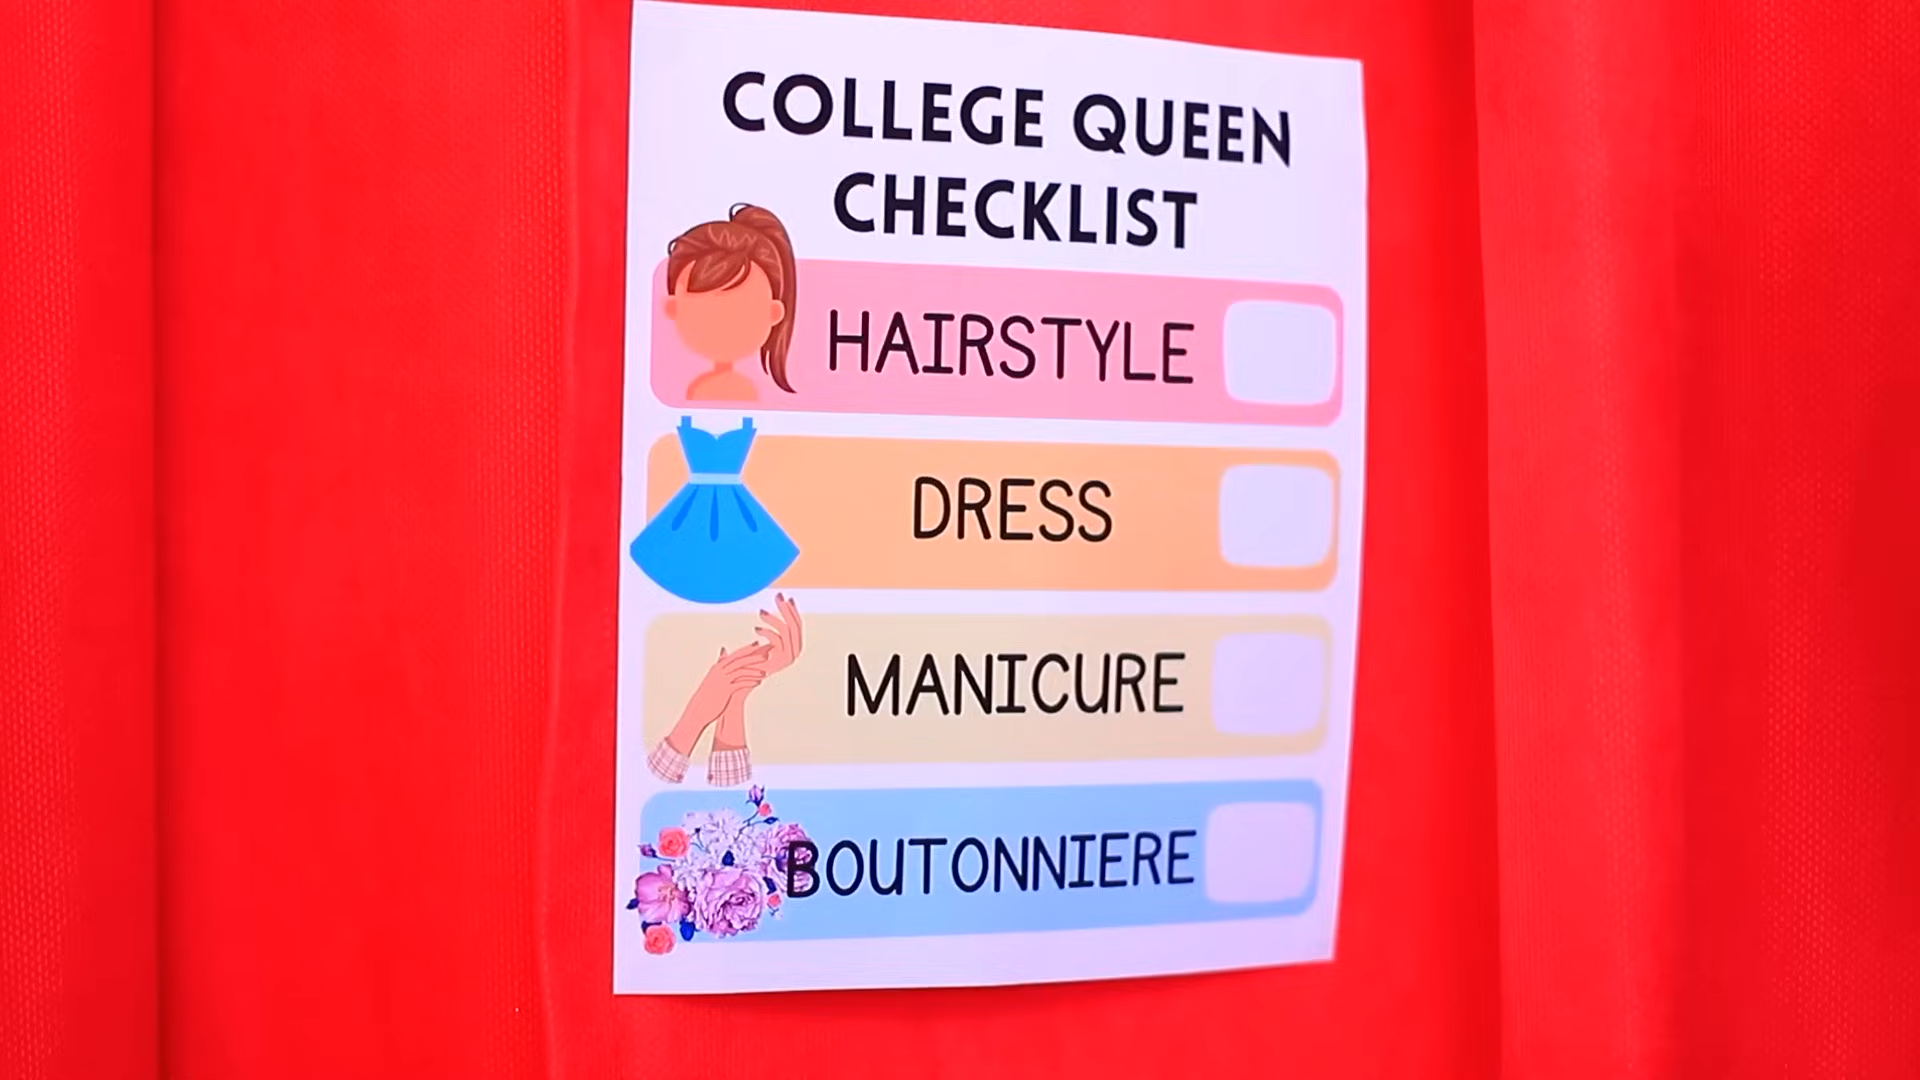 COLLEGE QUEEN
CHECKLIST
HAIRSTYLE
DRESS
MANICURE
BOUTONNIERE